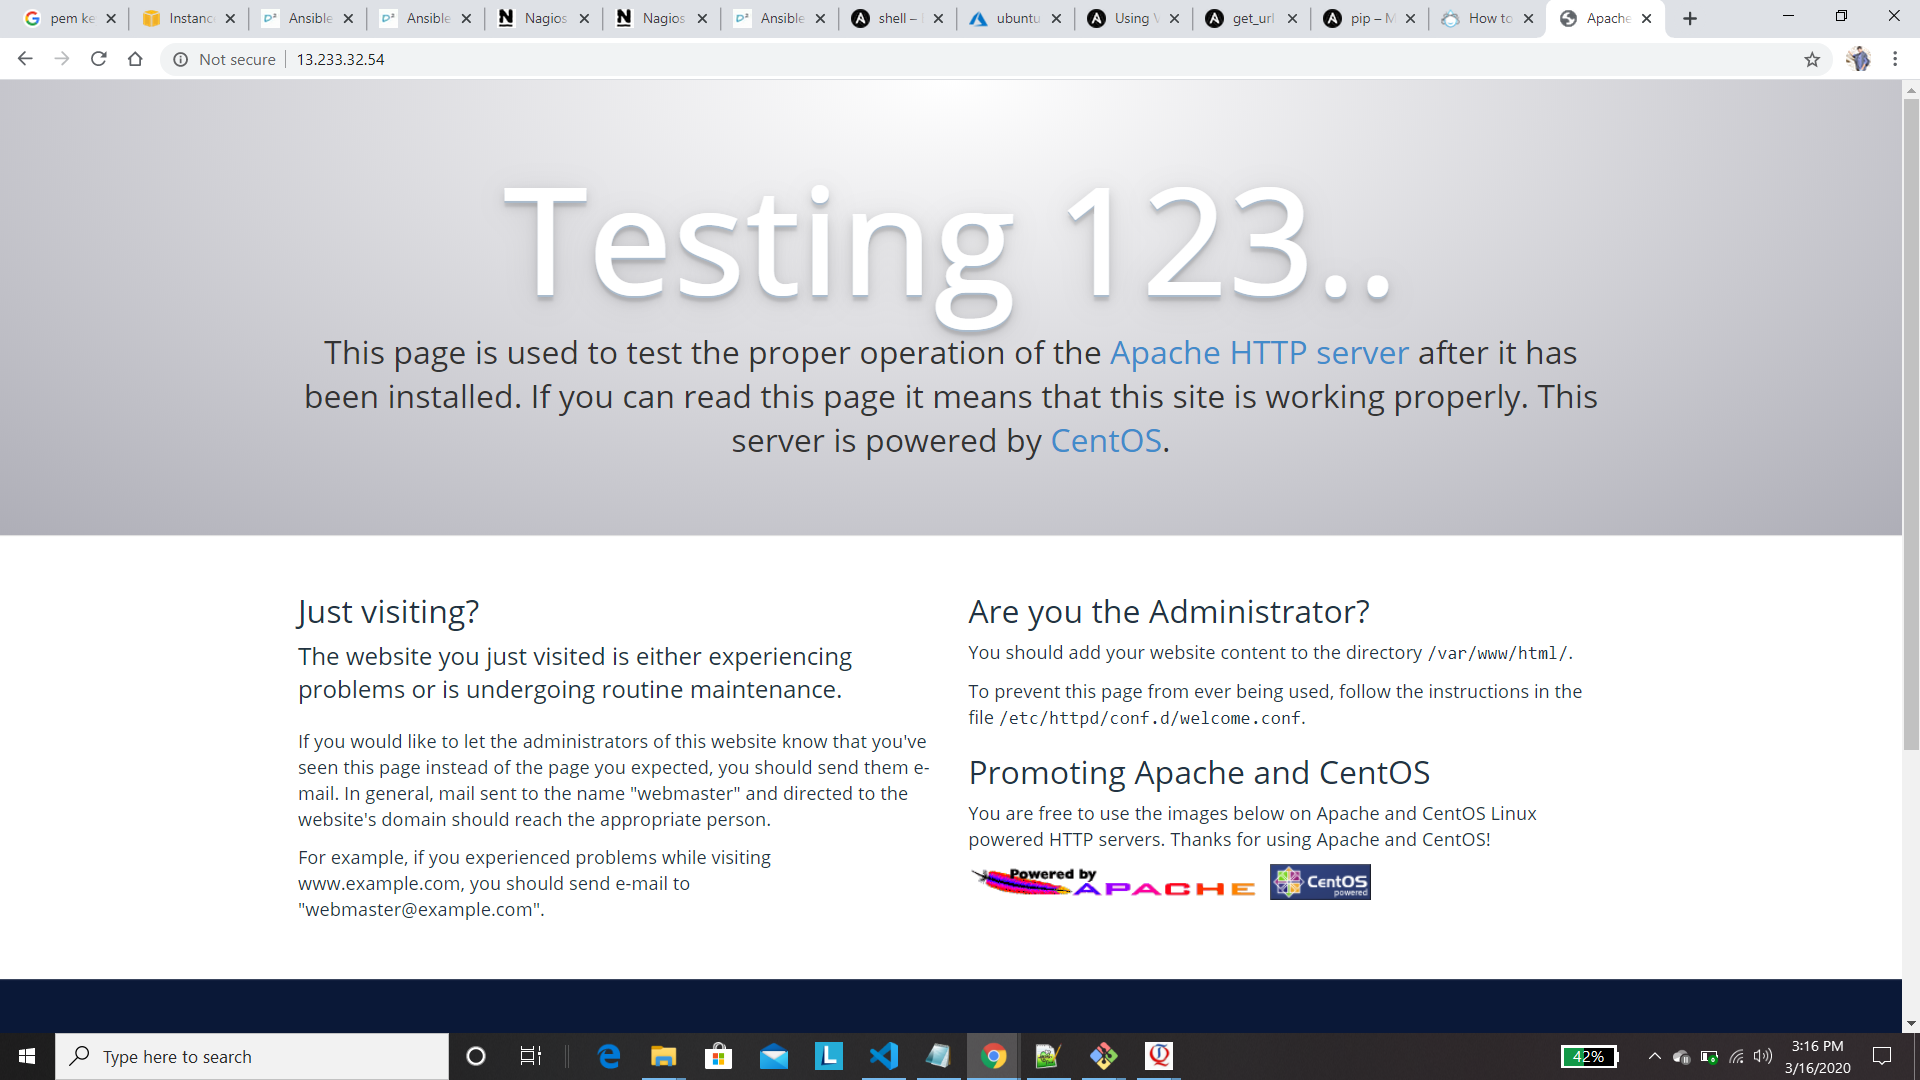 pem ke
Instanc
Ansible
Ansible
Nagios
Nagios
Ansible
shell –
ubuntu
Using V
get_url
pip – M
How to
Apache
Not secure
13.233.32.54
Testing 123..
This page is used to test the proper operation of the Apache HTTP server after it has
been installed. If you can read this page it means that this site is working properly. This
server is powered by CentOS.
Just visiting?
The website you just visited is either experiencing
problems or is undergoing routine maintenance.
If you would like to let the administrators of this website know that you've
seen this page instead of the page you expected, you should send them e-
mail. In general, mail sent to the name "webmaster" and directed to the
website's domain should reach the appropriate person.
For example, if you experienced problems while visiting
www.example.com, you should send e-mail to
"webmaster@example.com".
Are you the Administrator?
You should add your website content to the directory /var/www/html/.
To prevent this page from ever being used, follow the instructions in the
file /etc/httpd/conf.d/welcome.conf.
Promoting Apache and CentOS
You are free to use the images below on Apache and CentOS Linux
powered HTTP servers. Thanks for using Apache and CentOS!
Powered by
APACHE
CentOS
powered
Type here to search
42%
3:16 PM
3/16/2020